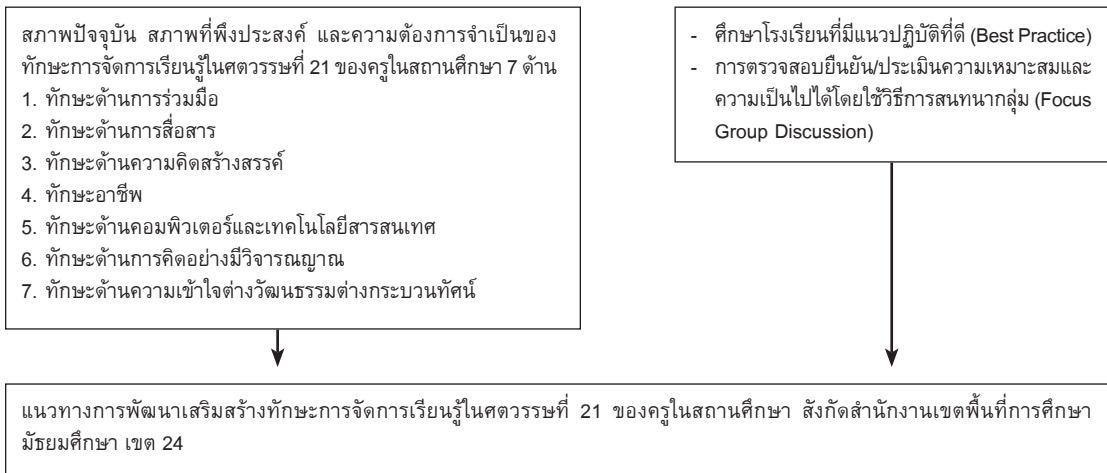 สภาพปัจจุบัน สภาพที่พึงประสงค์ และความต้องการจำเป็นของ
ทักษะการจัดการเรียนรู้ในศตวรรษที่ 21 ของครูในสถานศึกษา 7 ด้าน
1. ทักษะด้านการร่วมมือ
2. ทักษะด้านการสื่อสาร
3. ทักษะด้านความคิดสร้างสรรค์
4. ทักษะอาชีพ
5. ทักษะด้านคอมพิวเตอร์และเทคโนโลยีสารสนเทศ
6. ทักษะด้านการคิดอย่างมีวิจารณญาณ
7. ทักษะด้านความเข้าใจต่างวัฒนธรรมต่างกระบวนทัศน์
- ศึกษาโรงเรียนที่มีแนวปฏิบัติที่ดี (Best Practice)
- การตรวจสอบยืนยัน/ประเมินความเหมาะสมและ
ความเป็นไปได้โดยใช้วิธีการสนทนากลุ่ม (Focus
Group Discussion)
แนวทางการพัฒนาเสริมสร้างทักษะการจัดการเรียนรู้ในศตวรรษที่ 21 ของครูในสถานศึกษา สังกัดสำนักงานเขตพื้นที่การศึกษา
มัธยมศึกษา เขต 24